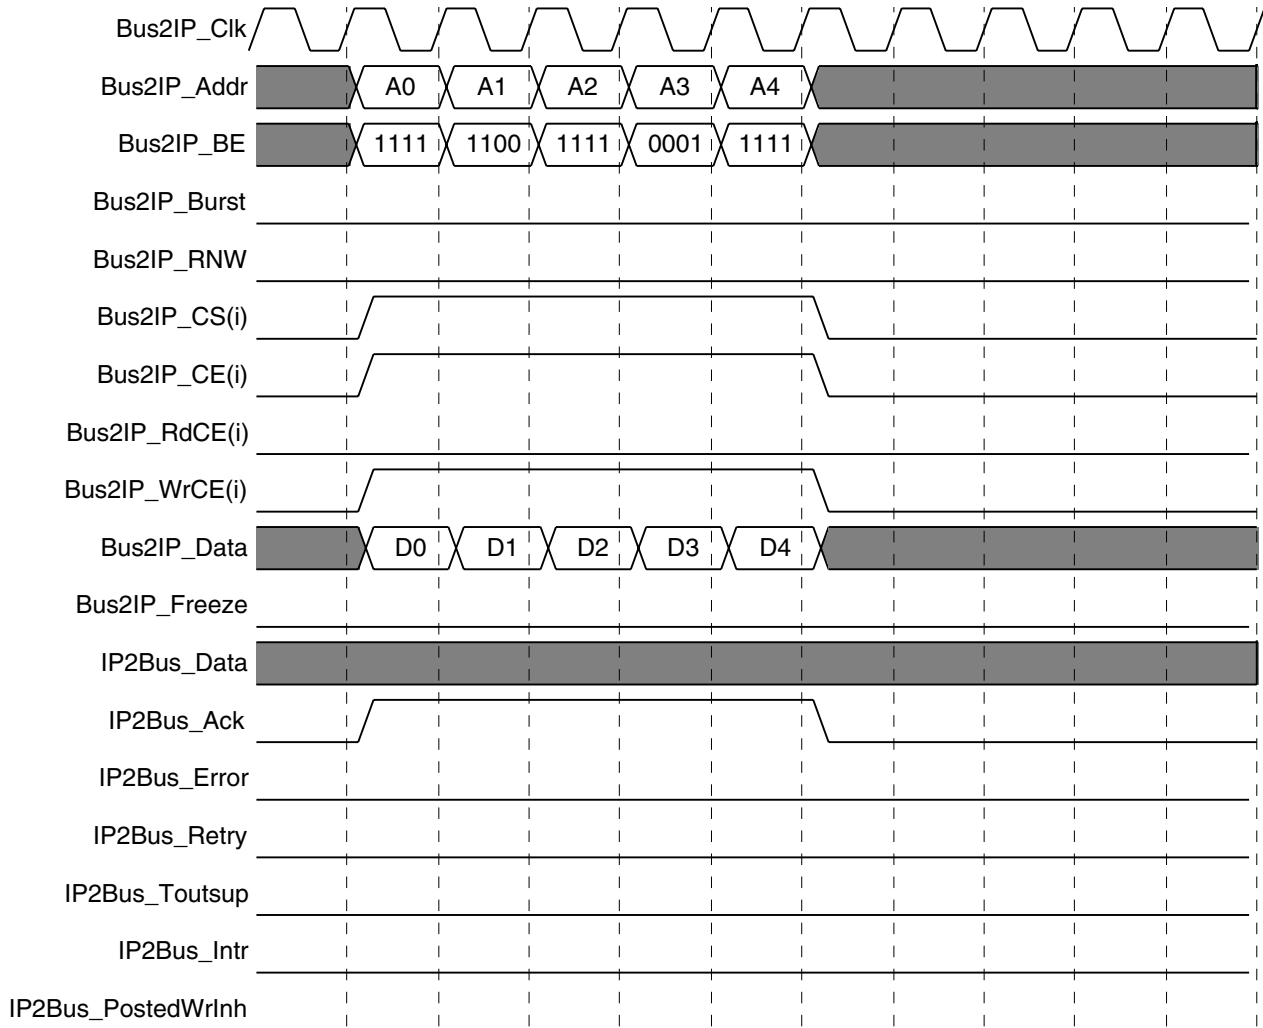 Bus2IP_Clk
Bus2IP_Addr A0 A1 A2 A3 A4
Bus2IP_BE 1111 1100 1111 0001 1111
Bus2IP_Burst
Bus2IP_RNW
Bus2IP_CS(i)
Bus2IP_CE(i)
Bus2IP_RdCE(i)
Bus2IP_WrCE(i)
Bus2IP_Data D0 D1 D2 D3 D4
Bus2IP_Freeze
IP2Bus_Data
IP2Bus_Ack
IP2Bus_Error
IP2Bus_Retry
IP2Bus_Toutsup
IP2Bus_Intr
IP2Bus_PostedWrInh